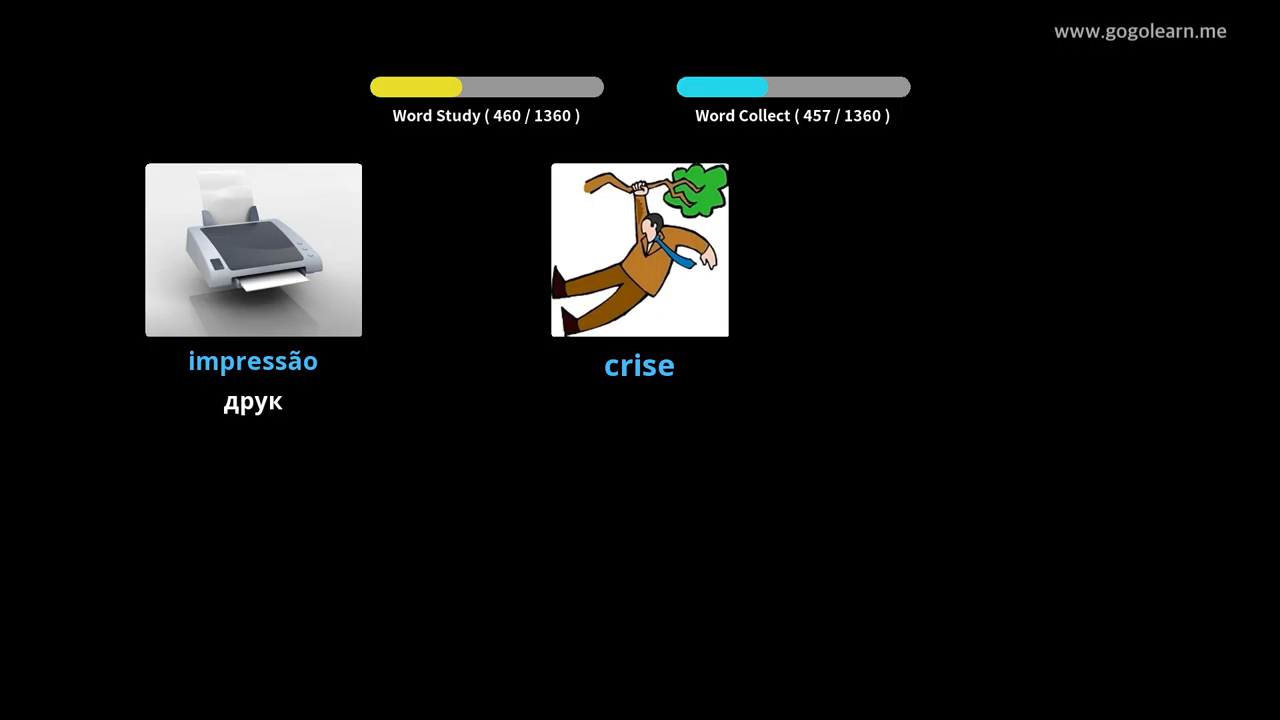 www.gogolearn.me
Word Study ( 460 / 1360 )
Word Collect ( 457 / 1360 )
impressão
друк
crise